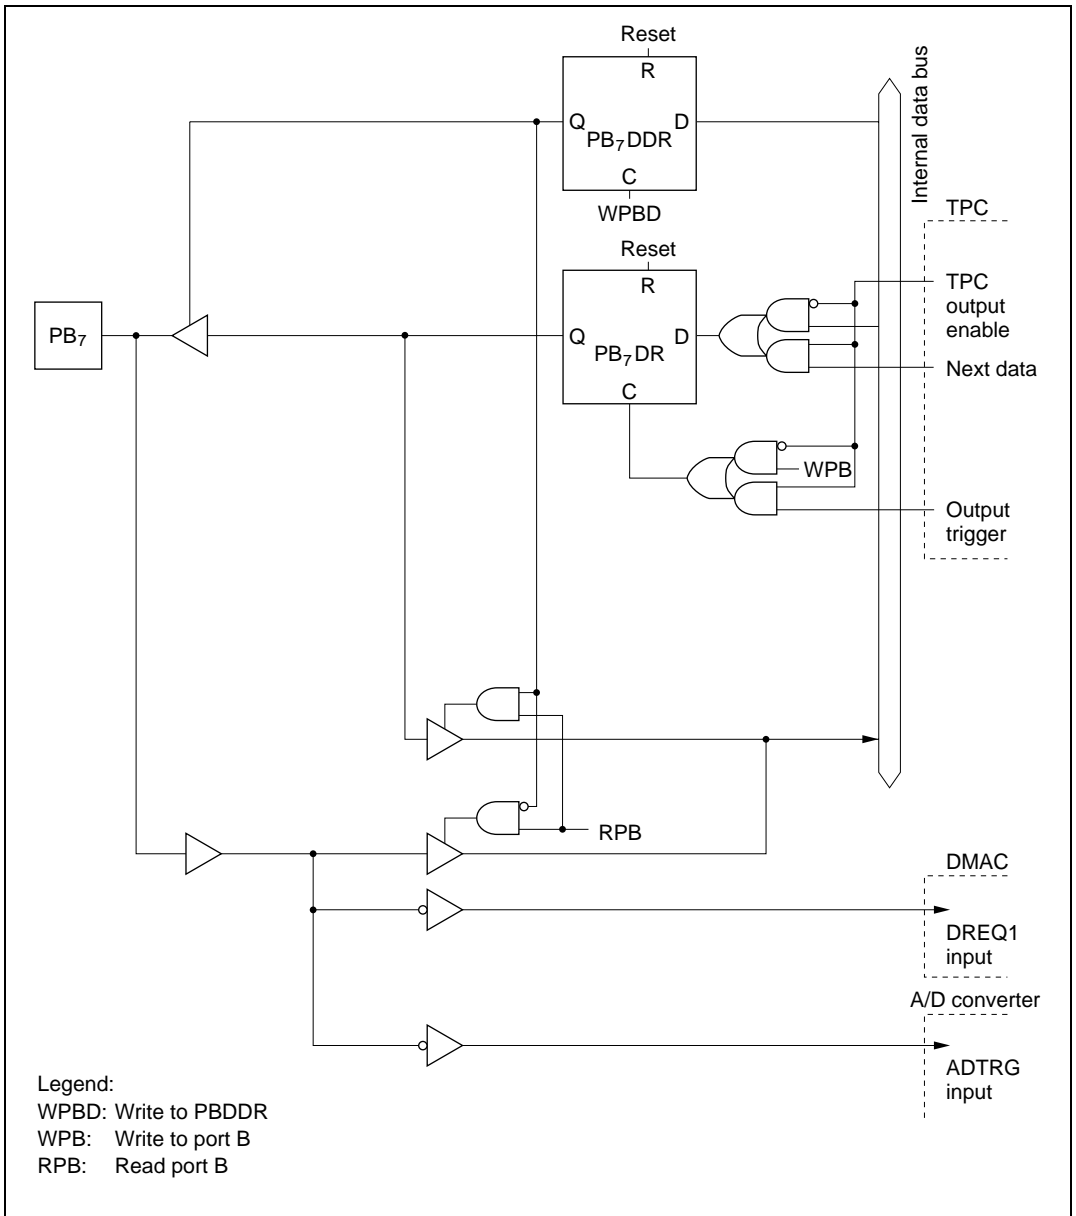 Reset
R
Q
D
PB7DDR
C
WPBD
Internal data bus
TPC
Reset
R
TPC
output
enable
PB7
Q
D
PB7DR
C
Next data
WPB
Output
trigger
RPB
DMAC
DREQ1
input
A/D converter
ADTRG
input
Legend:
WPBD: Write to PBDDR
WPB: Write to port B
RPB: Read port B